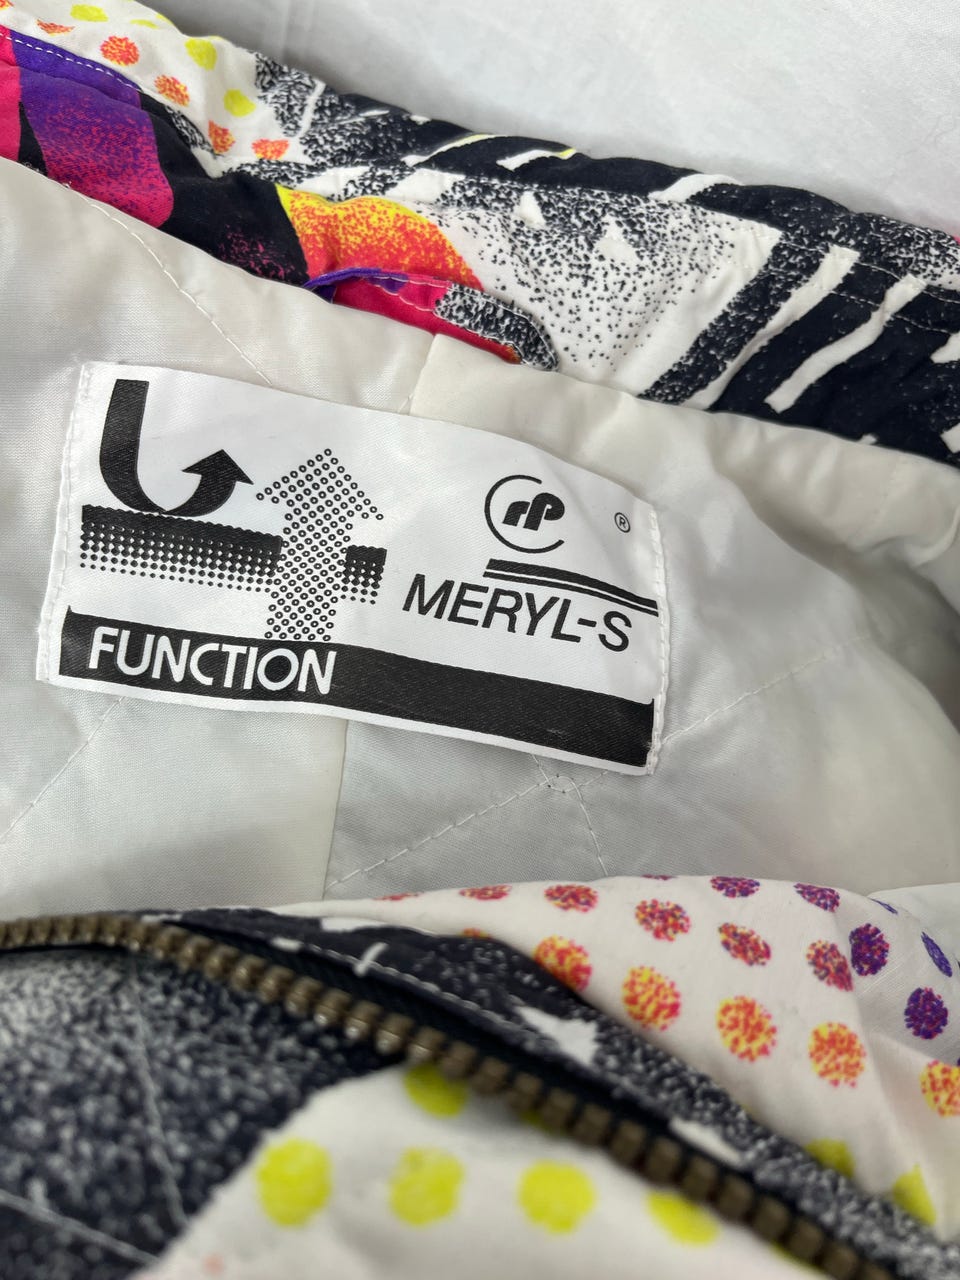 rP
®
MERYL-S
FUNCTION